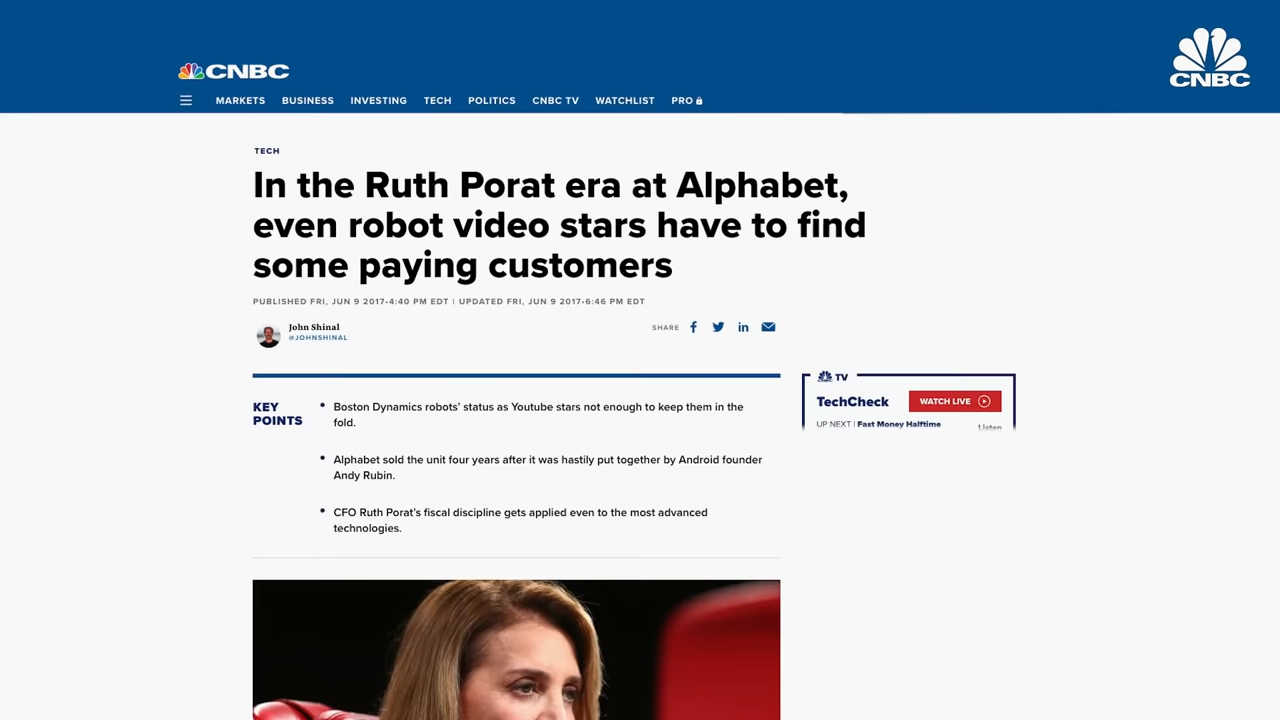 CNBC
CNBC
MARKETS BUSINESS INVESTING TECH POLITICS CNBC TV WATCHLIST PRO
TECH
In the Ruth Porat era at Alphabet,
even robot video stars have to find
some paying customers
PUBLISHED FRI, JUN 9 2017•4:40 PM EDT | UPDATED FRI, JUN 9 2017•6:46 PM EDT
John Shinal
@JOHNSHINAL
SHARE
KEY
POINTS
• Boston Dynamics robots’ status as Youtube stars not enough to keep them in the
fold.
• Alphabet sold the unit four years after it was hastily put together by Android founder
Andy Rubin.
• CFO Ruth Porat’s fiscal discipline gets applied even to the most advanced
technologies.
TV
TechCheck WATCH LIVE
UP NEXT | Fast Money Halftime Listen